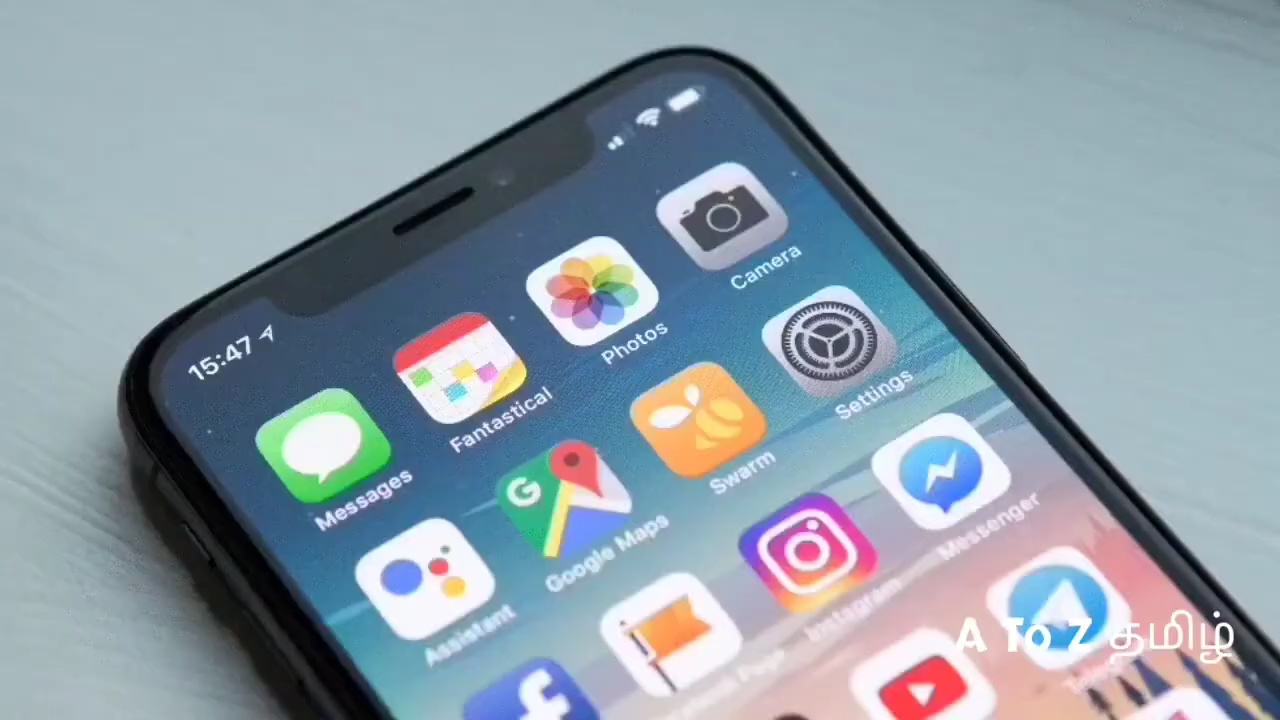 15:47
Messages
Fantastical
Photos
Camera
Assistant
Google Maps
Swarm
Settings
Instagram
Messenger
A To Z தமிழ்